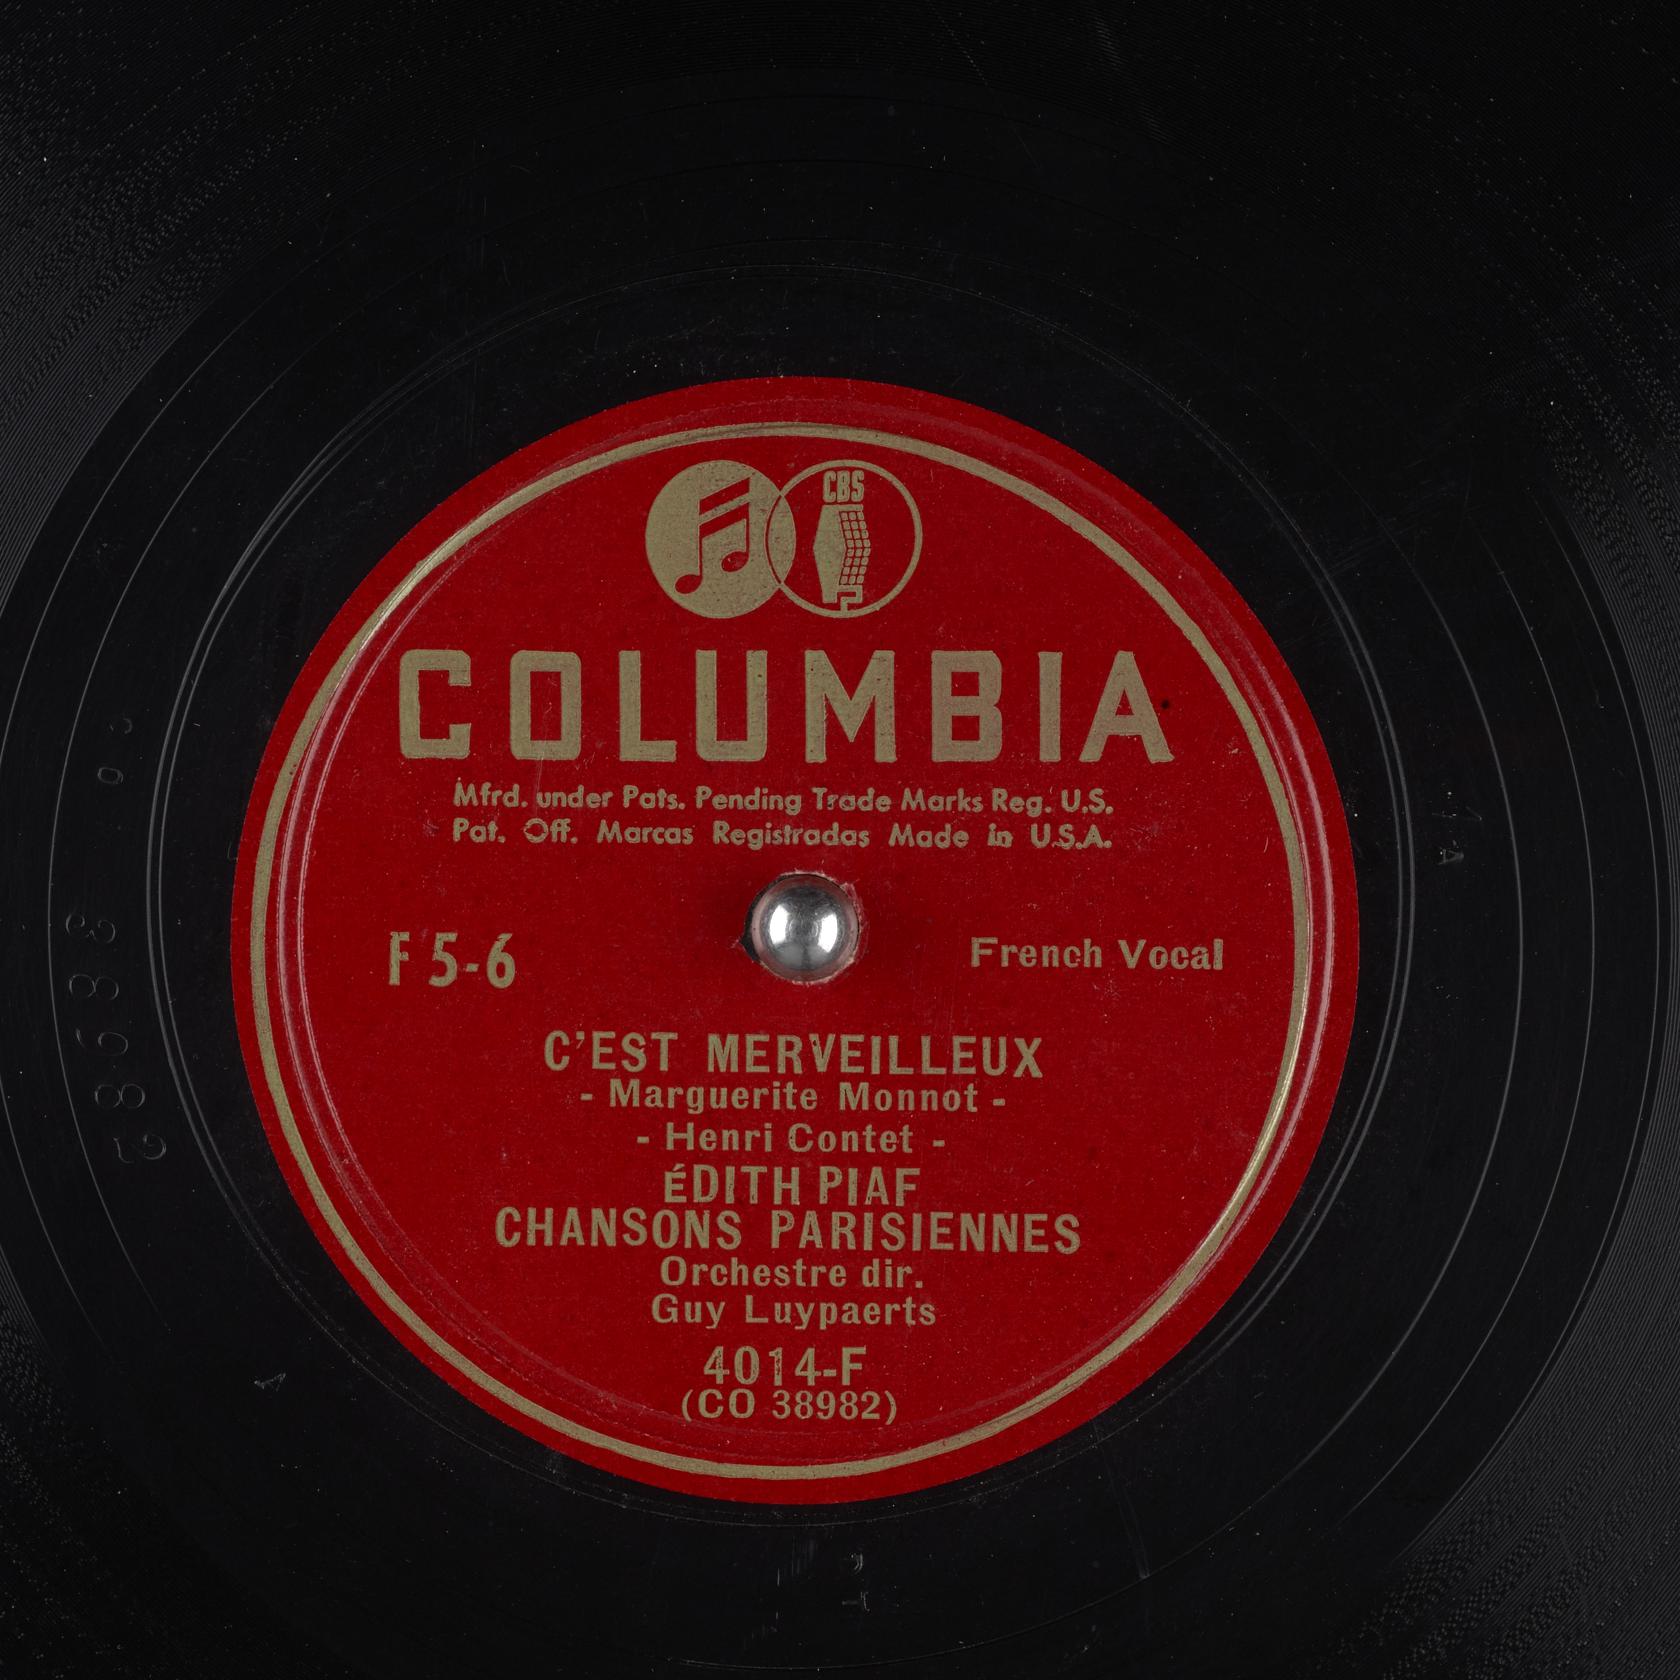 CBS
COLUMBIA
Mfrd. under Pats. Pending Trade Marks Reg. U.S.
Pat. Off. Marcas Registradas Made in U.S.A.
F 5-6
French Vocal
C'EST MERVEILLEUX
- Marguerite Monnot -
- Henri Contet -
ÉDITH PIAF
CHANSONS PARISIENNES
Orchestre dir.
Guy Luypaerts
4014-F
(CO 38982)